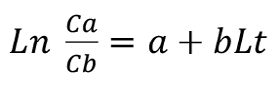 Ln Ca/Cb = a + bLt